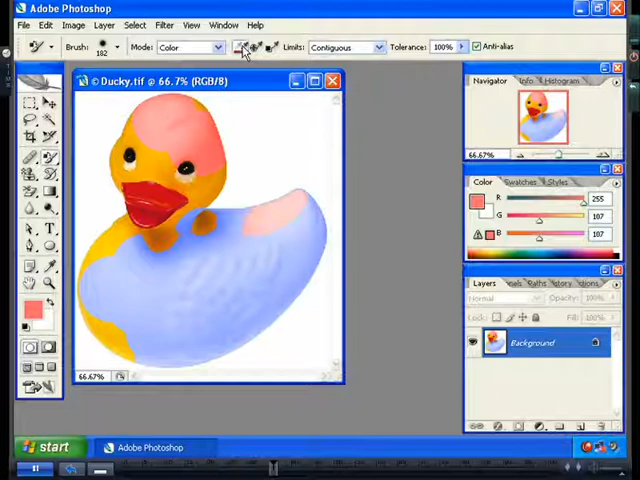 Adobe Photoshop
File Edit Image Layer Select Filter View Window Help
Brush: 182 Mode: Color Limits: Contiguous Tolerance: 100% Anti-alias
© Ducky.tif @ 66.7% (RGB/8)
Navigator Info Histogram
66.67%
Color Swatches Styles
R 255
G 107
B 107
Layers Paths History
Normal Opacity: 100%
Lock: Fill: 100%
Background
66.67%
start Adobe Photoshop